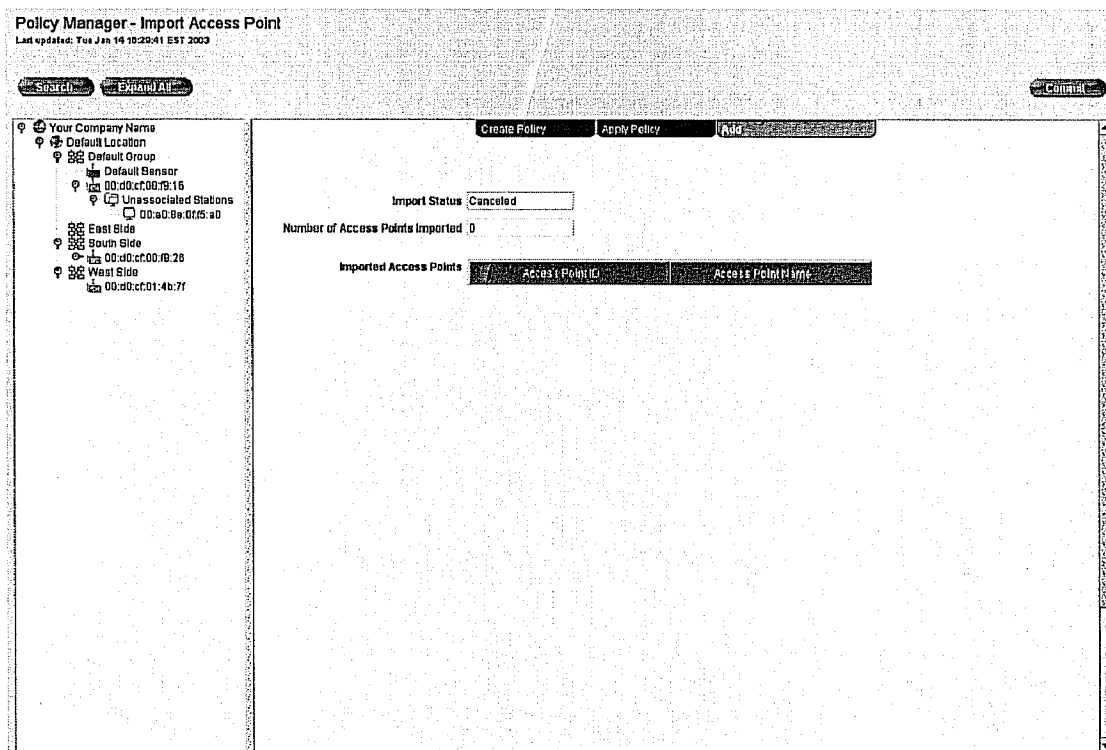 Policy Manager - Import Access Point
Last updated: Tue Jan 14 10:29:41 EST 2003
Search
Expand All
Commit
Your Company Name
Default Location
Default Group
Default Sensor
00:d0:cf:00:f9:16
Unassociated Stations
00:a0:8e:0f:f5:a0
East Side
South Side
00:d0:cf:00:f9:26
West Side
00:d0:cf:01:4b:7f
Create Policy
Apply Policy
Add
Import Status
Canceled
Number of Access Points Imported
0
Imported Access Points
Access Point ID
Access Point Name